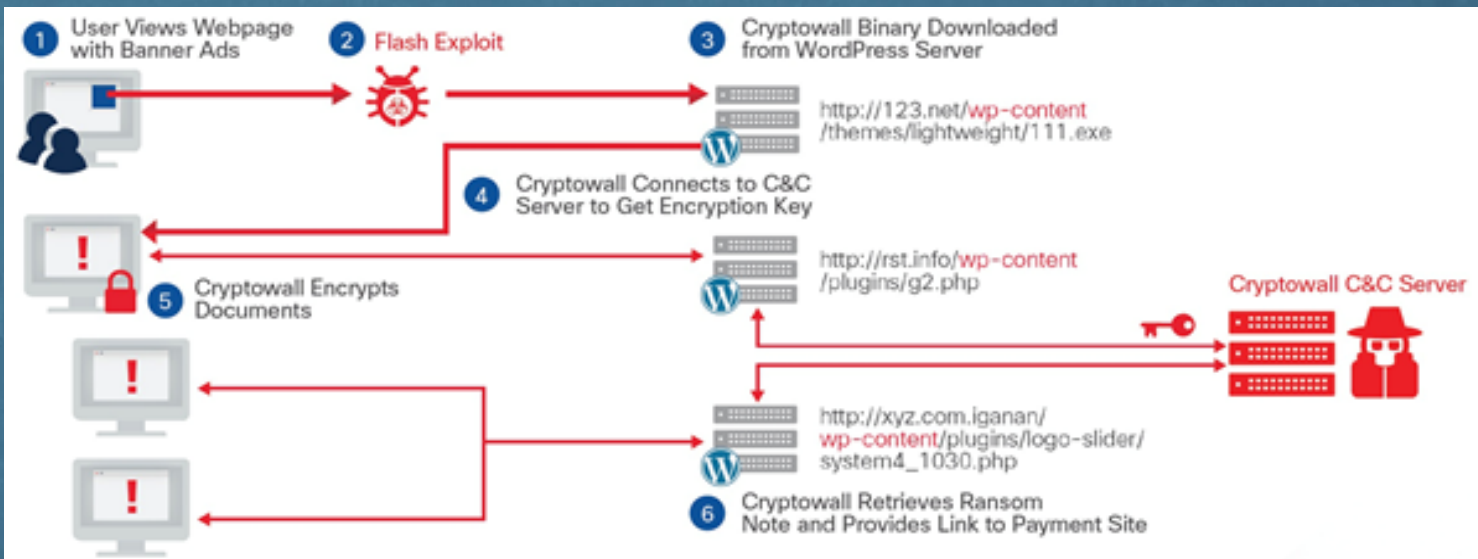 1 User Views Webpage
with Banner Ads
2 Flash Exploit
3 Cryptowall Binary Downloaded
from WordPress Server
http://123.net/wp-content
/themes/lightweight/111.exe
4 Cryptowall Connects to C&C
Server to Get Encryption Key
http://rst.info/wp-content
/plugins/g2.php
5 Cryptowall Encrypts
Documents
Cryptowall C&C Server
http://xyz.com.iganan/
wp-content/plugins/logo-slider/
system4_1030.php
6 Cryptowall Retrieves Ransom
Note and Provides Link to Payment Site